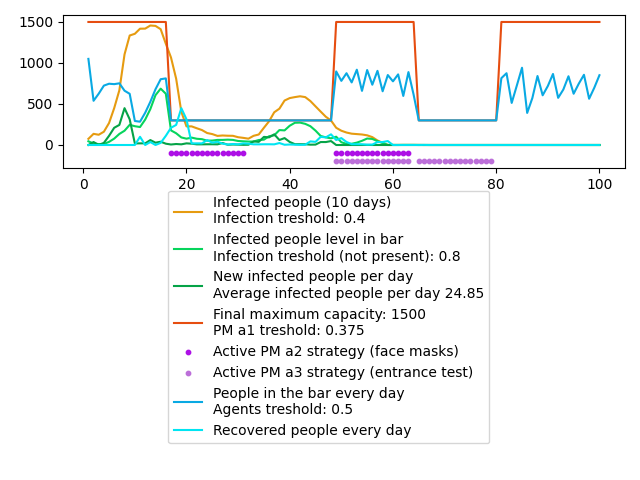 1500
1000
500
0
0
20
40
60
80
100
Infected people (10 days)
Infection treshold: 0.4
Infected people level in bar
Infection treshold (not present): 0.8
New infected people per day
Average infected people per day 24.85
Final maximum capacity: 1500
PM a1 treshold: 0.375
Active PM a2 strategy (face masks)
Active PM a3 strategy (entrance test)
People in the bar every day
Agents treshold: 0.5
Recovered people every day